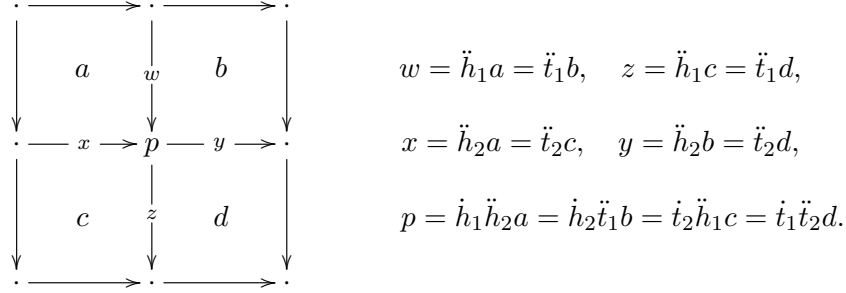 a w b
w = ḧ₁a = ẗ₁b, z = ḧ₁c = ẗ₁d,
x p y
x = ḧ₂a = ẗ₂c, y = ḧ₂b = ẗ₂d,
c z d
p = ḣ₁ḧ₂a = ḣ₂ẗ₁b = ṫ₂ḧ₁c = ṫ₁ẗ₂d.